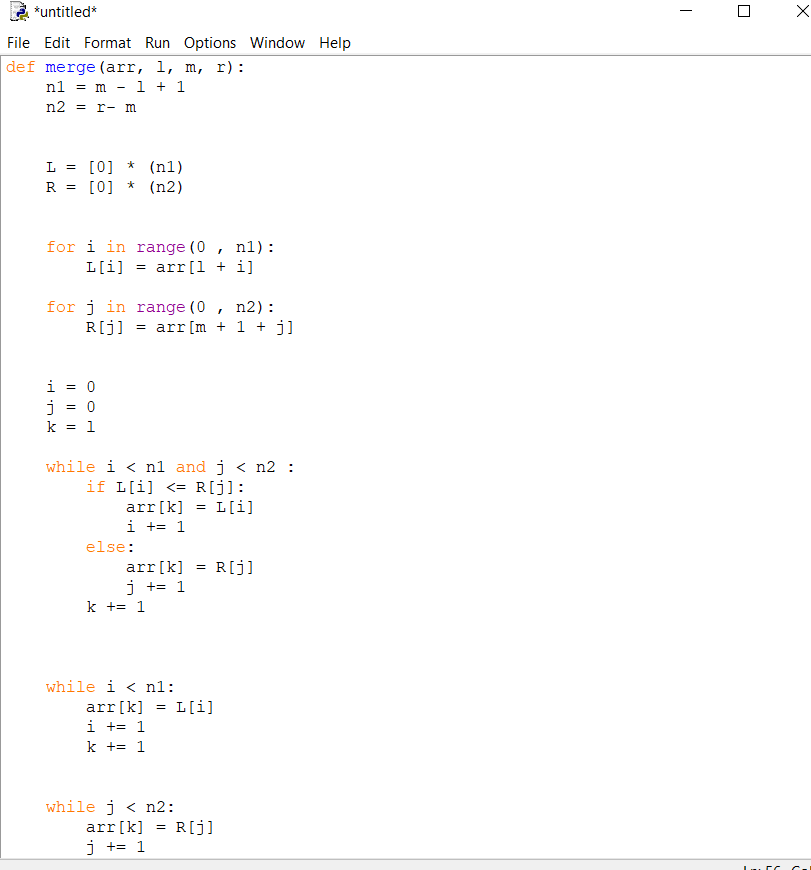 *untitled*
File Edit Format Run Options Window Help
def merge(arr, l, m, r):
    n1 = m - l + 1
    n2 = r- m
    L = [0] * (n1)
    R = [0] * (n2)
    for i in range(0 , n1):
        L[i] = arr[l + i]
    for j in range(0 , n2):
        R[j] = arr[m + 1 + j]
    i = 0
    j = 0
    k = l
    while i < n1 and j < n2 :
        if L[i] <= R[j]:
            arr[k] = L[i]
            i += 1
        else:
            arr[k] = R[j]
            j += 1
        k += 1
    while i < n1:
        arr[k] = L[i]
        i += 1
        k += 1
    while j < n2:
        arr[k] = R[j]
        j += 1